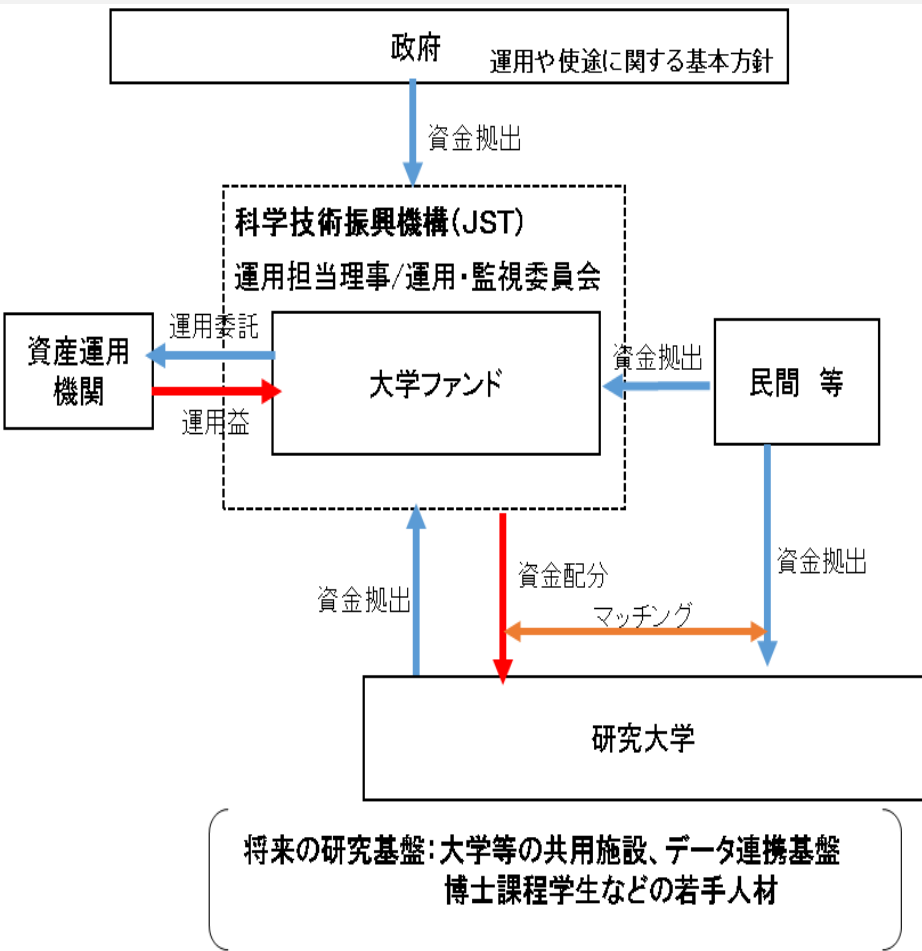 政府
運用や使途に関する基本方針
資金拠出
科学技術振興機構(JST)
運用担当理事/運用・監視委員会
運用委託
資産運用
機関
運用益
大学ファンド
資金拠出
民間　等
資金拠出
資金配分
資金拠出
マッチング
研究大学
将来の研究基盤：大学等の共用施設、データ連携基盤
博士課程学生などの若手人材